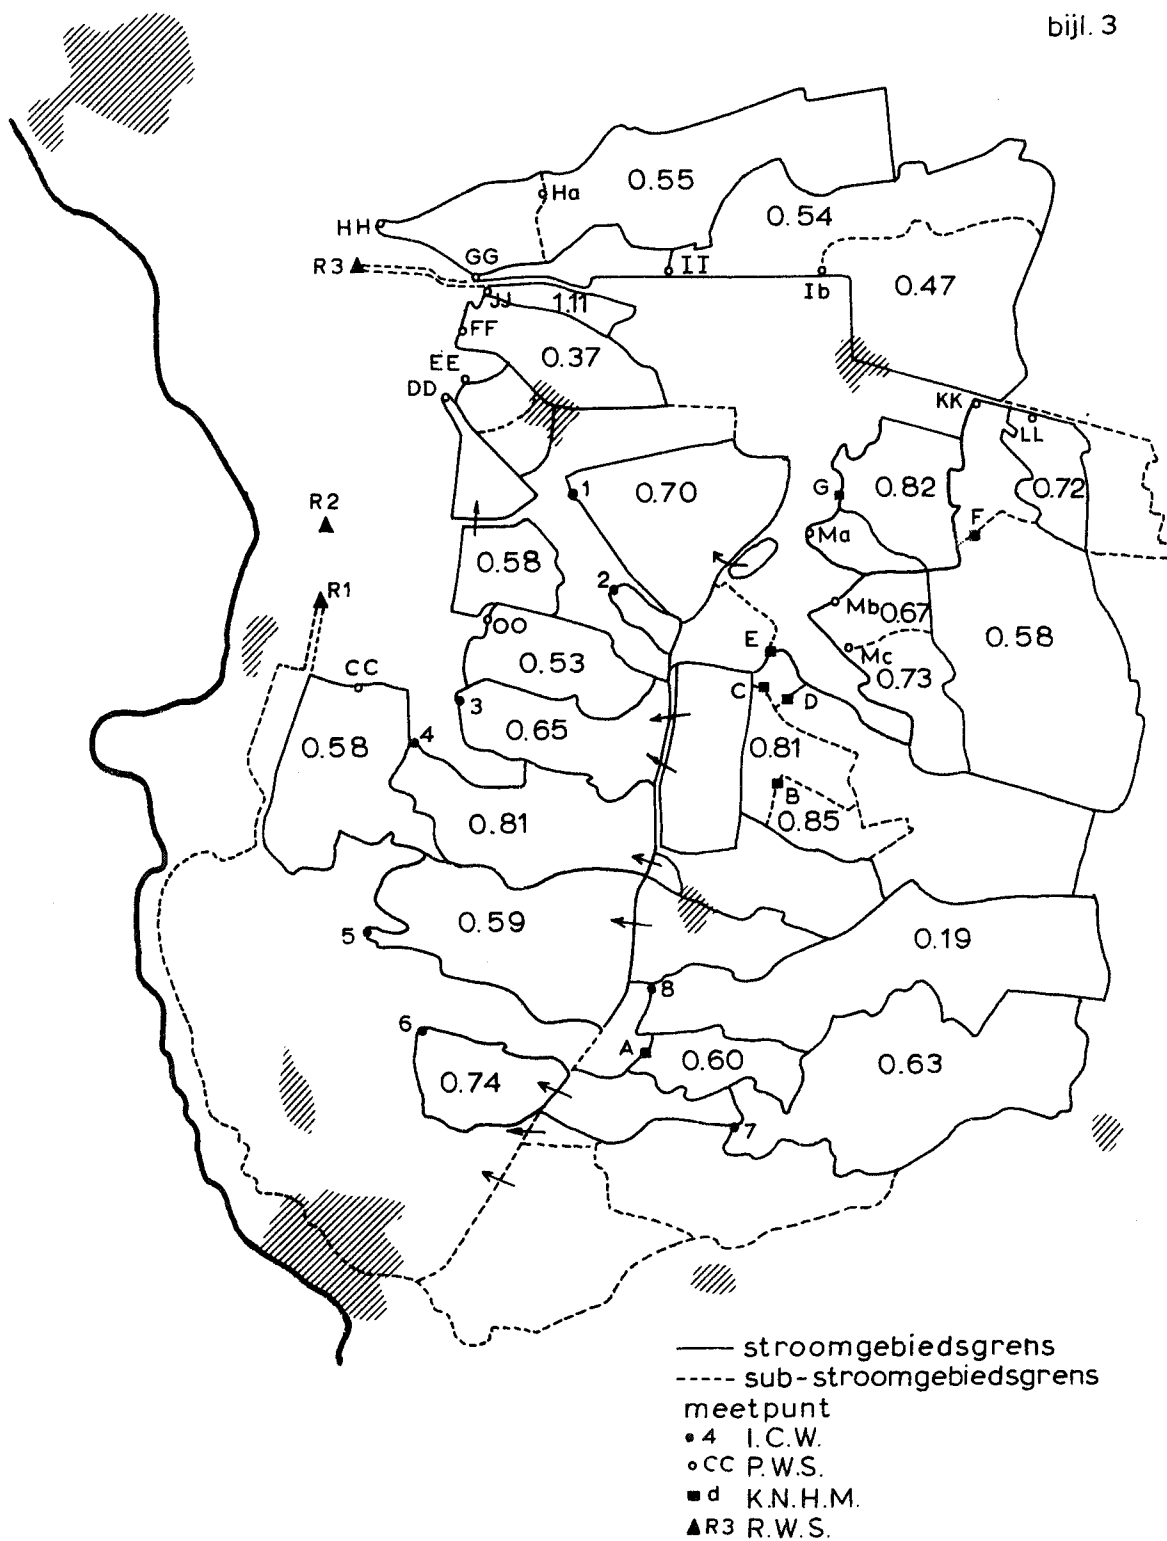 bijl. 3
0.55
Ha
0.54
HH
GG
R3
II
Ib
0.47
JJ
1.11
FF
0.37
EE
DD
KK
LL
1
0.70
G
0.82
0.72
R2
F
Ma
0.58
2
R1
Mb
0.67
OO
0.58
E
Mc
0.53
CC
C
0.73
D
3
0.65
0.58
4
0.81
B
0.81
0.85
0.59
5
0.19
8
6
A
0.60
0.63
0.74
7
stroomgebiedsgrens
sub-stroomgebiedsgrens
meetpunt
4 I.C.W.
CC P.W.S.
d K.N.H.M.
R3 R.W.S.